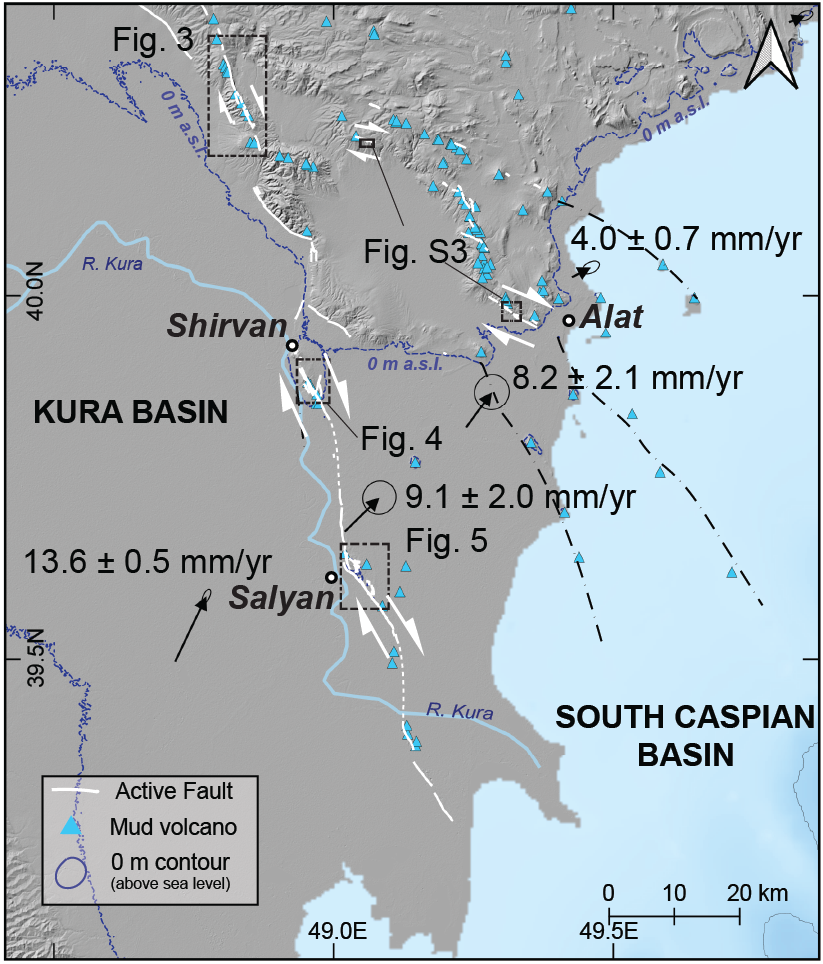 Fig. 3
0 m a.s.l.
0 m a.s.l.
R. Kura
Fig. S3
4.0 ± 0.7 mm/yr
40.0N
Shirvan
Alat
0 m a.s.l.
8.2 ± 2.1 mm/yr
KURA BASIN
Fig. 4
9.1 ± 2.0 mm/yr
Fig. 5
13.6 ± 0.5 mm/yr
Salyan
39.5N
R. Kura
SOUTH CASPIAN
BASIN
Active Fault
Mud volcano
0 m contour
(above sea level)
0 10 20 km
49.0E
49.5E